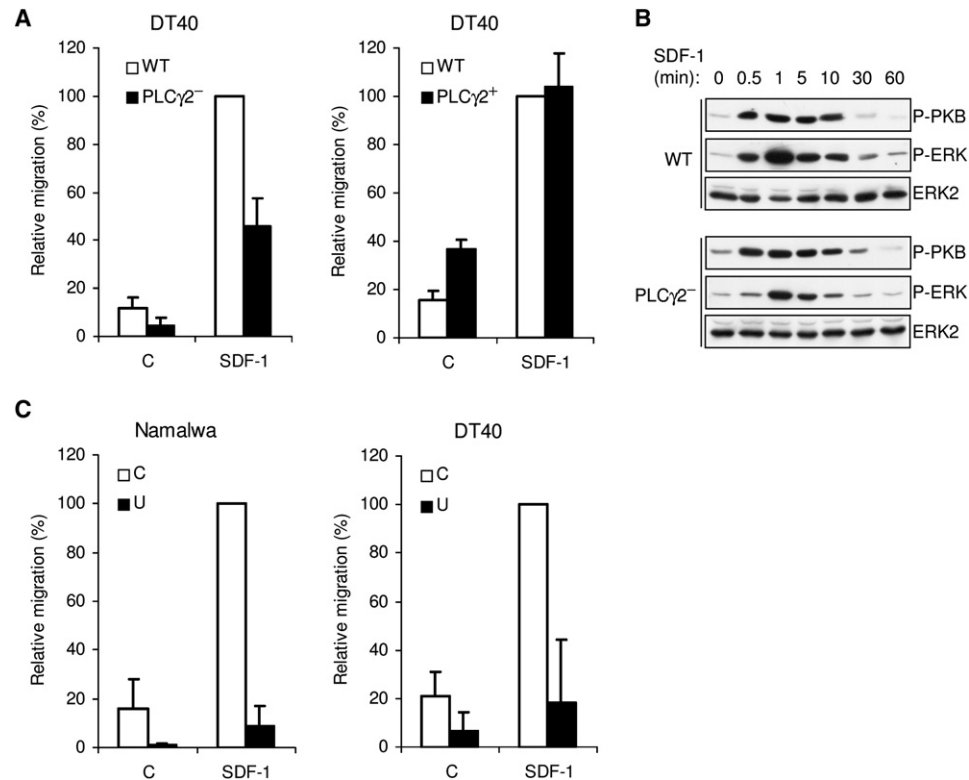 A
DT40
Relative migration (%)
120
100
80
60
40
20
0
WT
PLCγ2⁻
C
SDF-1
DT40
Relative migration (%)
120
100
80
60
40
20
0
WT
PLCγ2⁺
C
SDF-1
B
SDF-1
(min): 0 0.5 1 5 10 30 60
WT
P-PKB
P-ERK
ERK2
PLCγ2⁻
P-PKB
P-ERK
ERK2
C
Namalwa
Relative migration (%)
120
100
80
60
40
20
0
C
U
C
SDF-1
DT40
Relative migration (%)
120
100
80
60
40
20
0
C
U
C
SDF-1